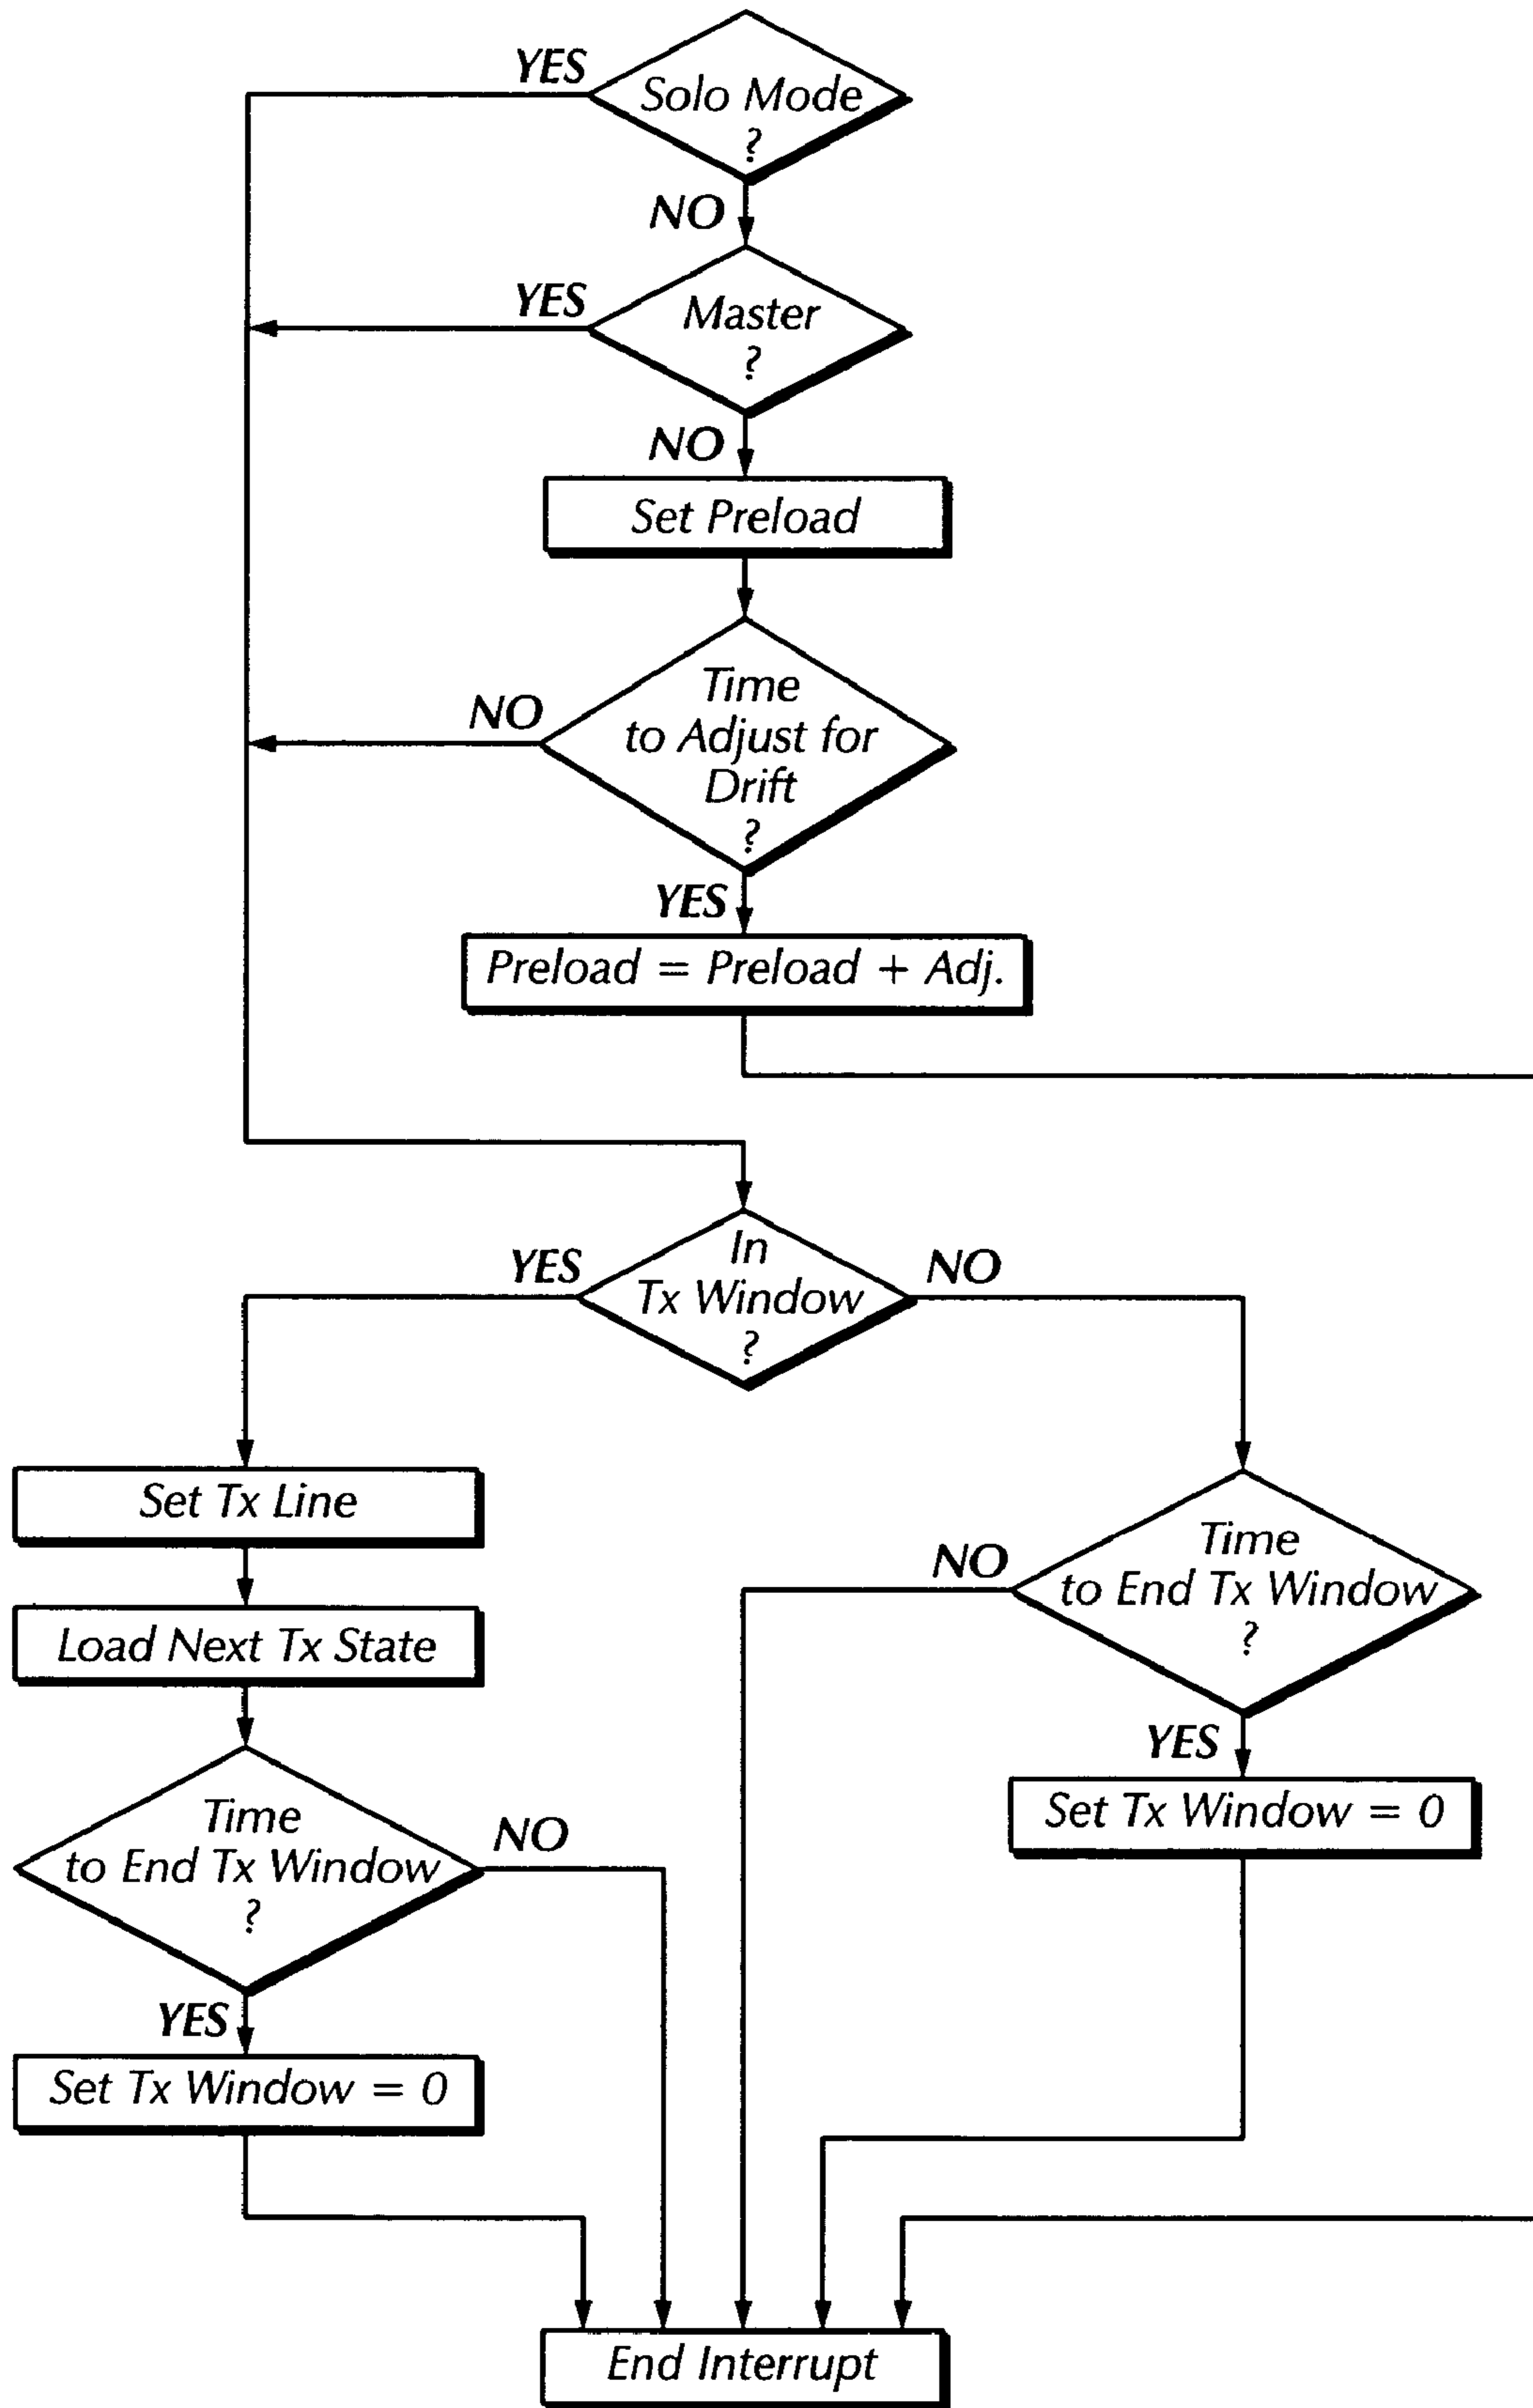 YES
Solo Mode
?
NO
YES
Master
?
NO
Set Preload
Time
to Adjust for
Drift
?
NO
YES
Preload = Preload + Adj.
In
Tx Window
?
YES
NO
Set Tx Line
Load Next Tx State
Time
to End Tx Window
?
NO
YES
Set Tx Window = 0
Time
to End Tx Window
?
NO
YES
Set Tx Window = 0
End Interrupt